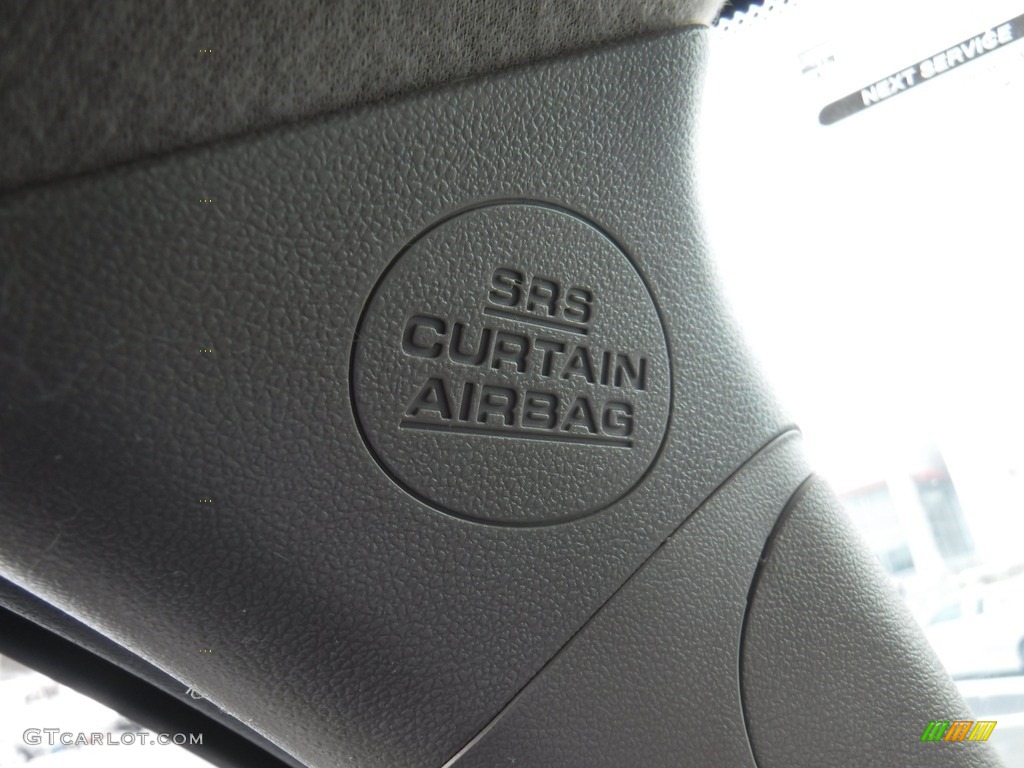 NEXT SERVICE
SRS
CURTAIN
AIRBAG
GTCARLOT.COM